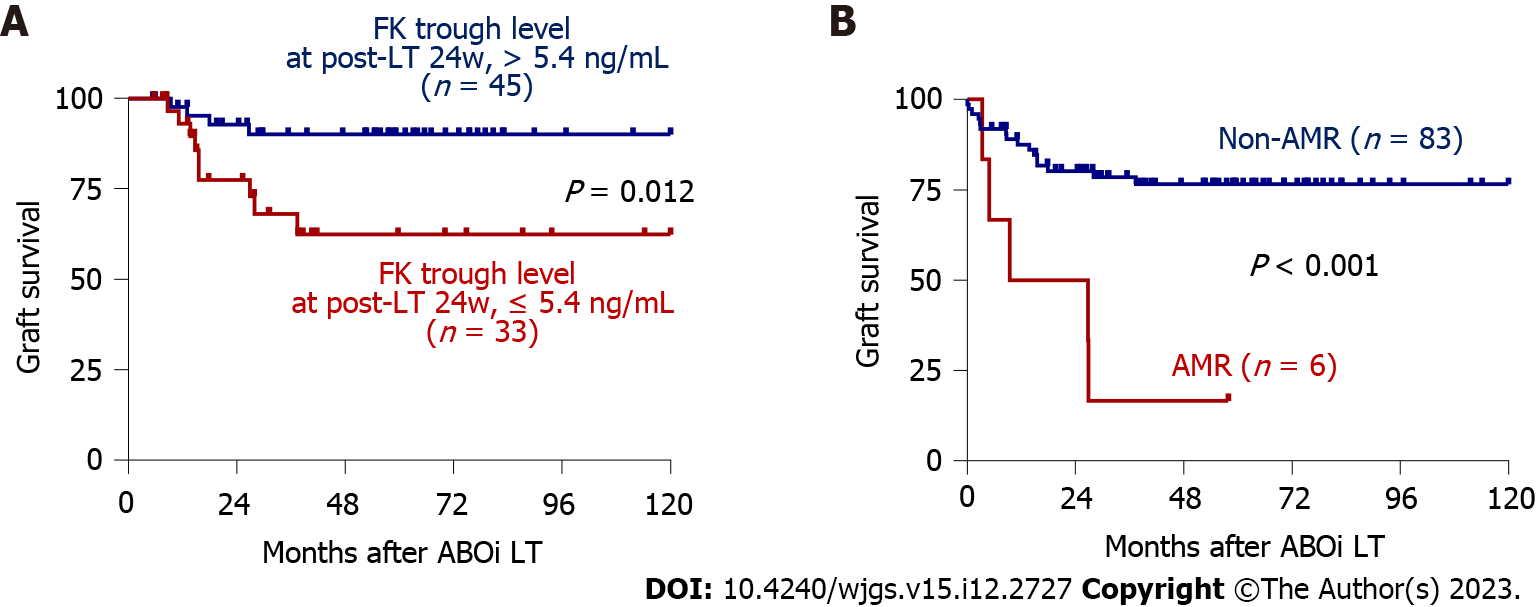 A
FK trough level
at post-LT 24w, > 5.4 ng/mL
(n = 45)
100
75
50
25
0
Graft survival
P = 0.012
FK trough level
at post-LT 24w, ≤ 5.4 ng/mL
(n = 33)
0 24 48 72 96 120
Months after ABOi LT
B
100
75
50
25
0
Graft survival
Non-AMR (n = 83)
P < 0.001
AMR (n = 6)
0 24 48 72 96 120
Months after ABOi LT
DOI: 10.4240/wjgs.v15.i12.2727 Copyright ©The Author(s) 2023.